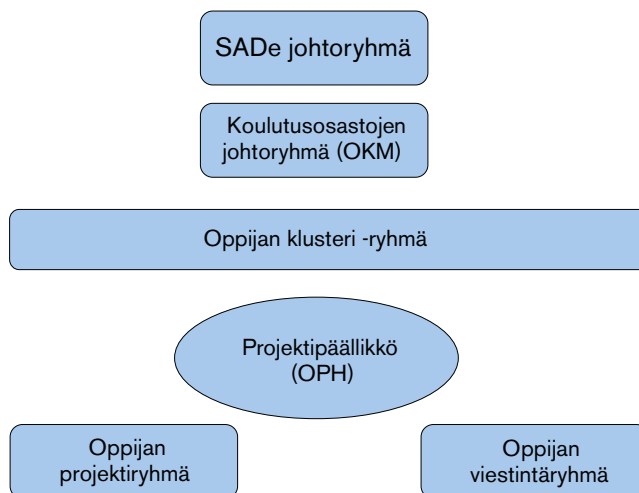 SADe johtoryhmä
Koulutusosastojen
johtoryhmä (OKM)
Oppijan klusteri -ryhmä
Projektipäällikkö
(OPH)
Oppijan
projektiryhmä
Oppijan
viestintäryhmä